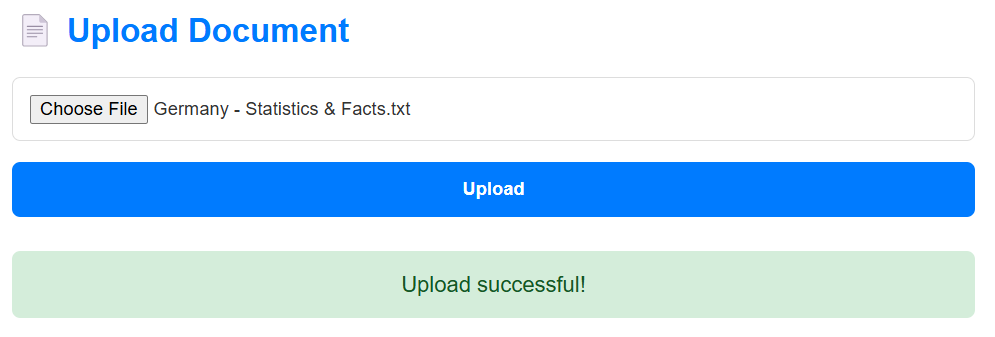 Upload Document
Choose File Germany - Statistics & Facts.txt
Upload
Upload successful!